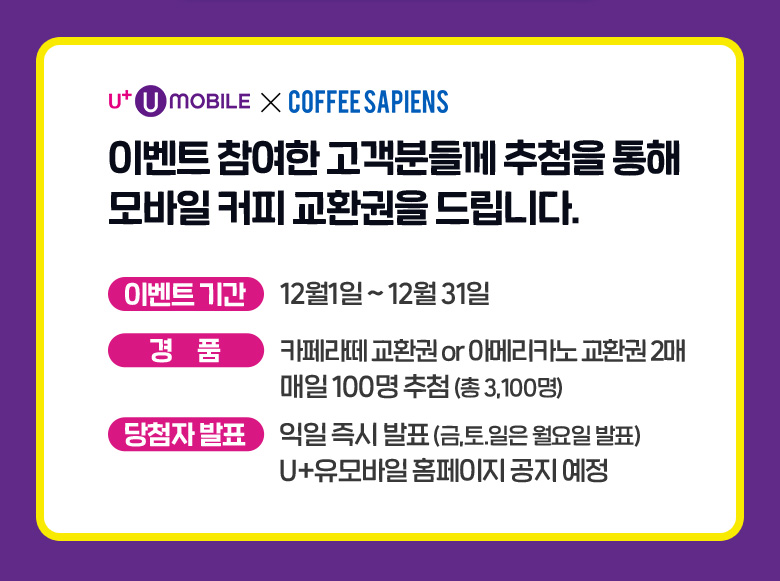 U+ U MOBILE × COFFEE SAPIENS
이벤트 참여한 고객분들께 추첨을 통해
모바일 커피 교환권을 드립니다.
이벤트 기간 12월1일 ~ 12월 31일
경 품 카페라떼 교환권 or 아메리카노 교환권 2매
매일 100명 추첨 (총 3,100명)
당첨자 발표 익일 즉시 발표 (금,토.일은 월요일 발표)
U+유모바일 홈페이지 공지 예정